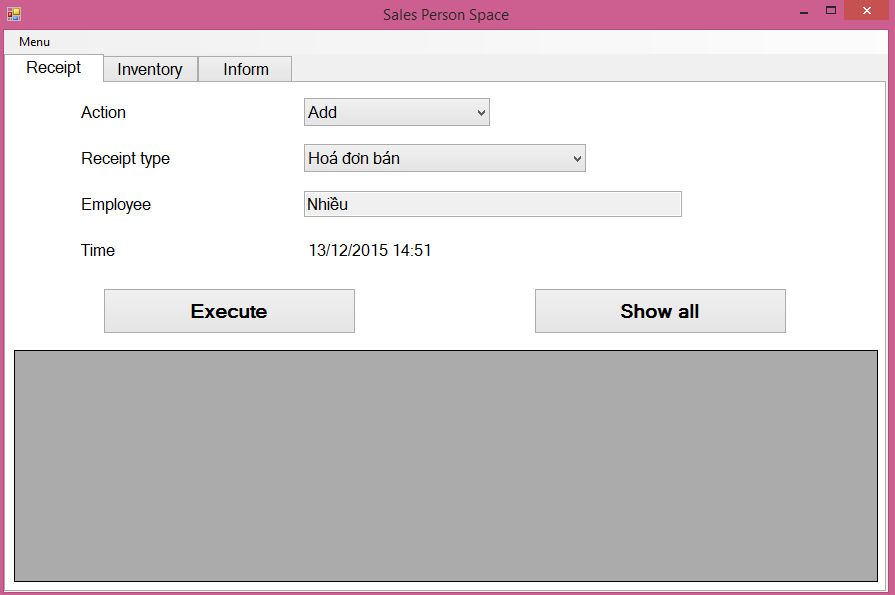 Sales Person Space
Menu
Receipt Inventory Inform
Action Add
Receipt type Hoá đơn bán
Employee Nhiều
Time 13/12/2015 14:51
Execute Show all